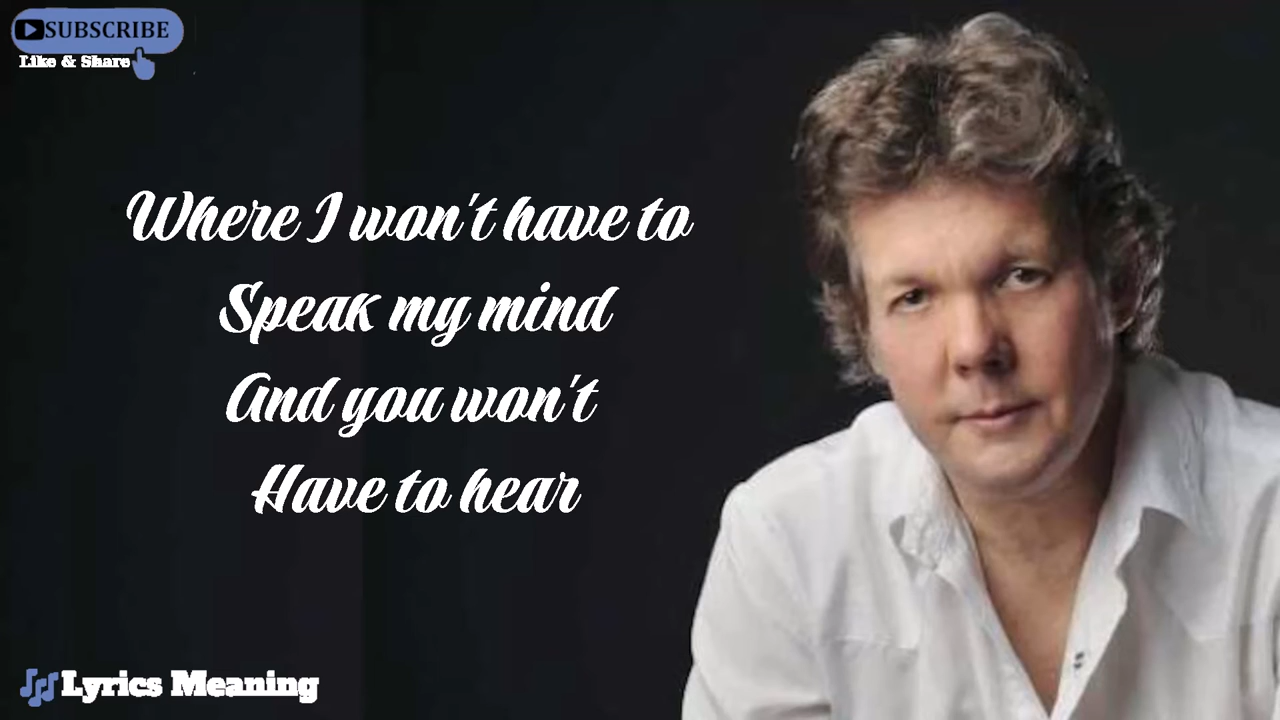 SUBSCRIBE
Like & Share
Where I won't have to
Speak my mind
And you won't
Have to hear
Lyrics Meaning